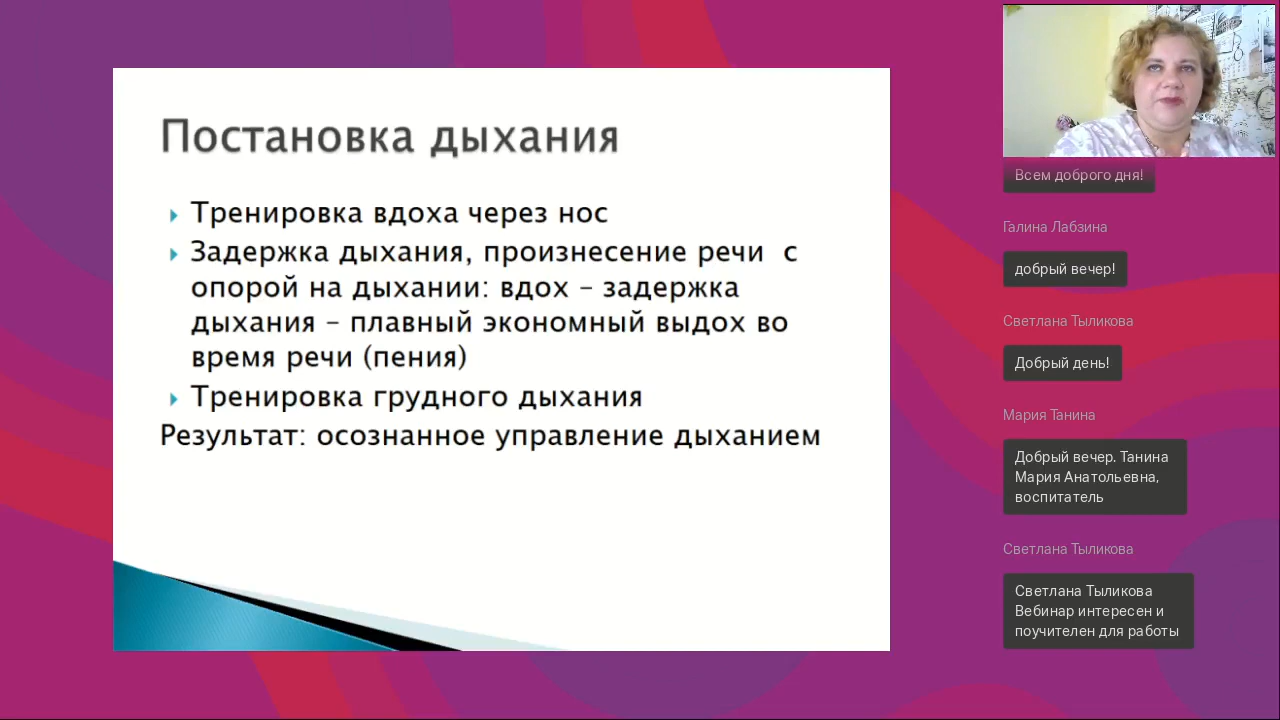 Постановка дыхания
Тренировка вдоха через нос
Задержка дыхания, произнесение речи с
опорой на дыхании: вдох – задержка
дыхания – плавный экономный выдох во
время речи (пения)
Тренировка грудного дыхания
Результат: осознанное управление дыханием
Всем доброго дня!
Галина Лабзина
добрый вечер!
Светлана Тыликова
Добрый день!
Мария Танина
Добрый вечер. Танина
Мария Анатольевна,
воспитатель
Светлана Тыликова
Светлана Тыликова
Вебинар интересен и
поучителен для работы